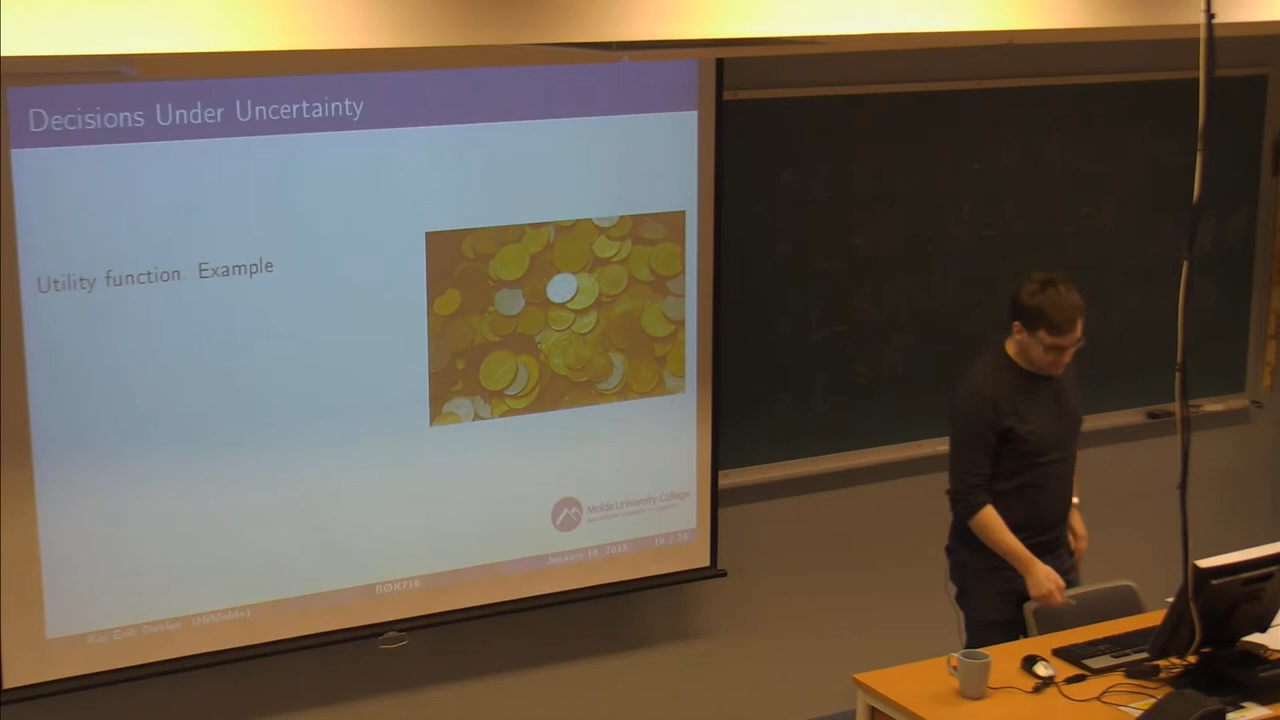 Decisions Under Uncertainty
Utility function. Example
Molde University College
BØK716
January 16, 2015